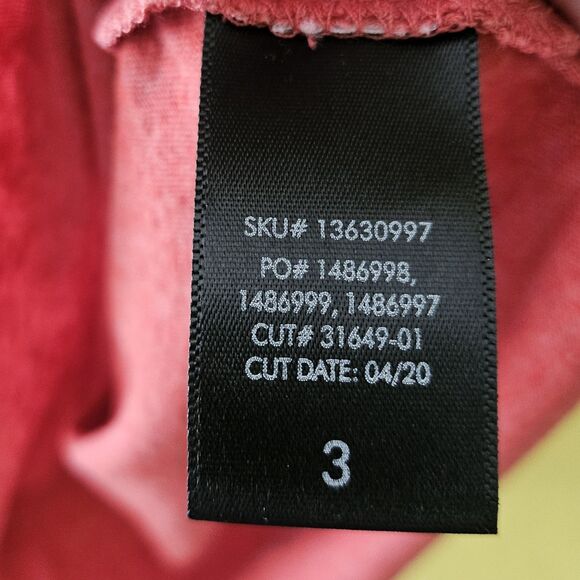 SKU# 13630997
PO# 1486998,
1486999, 1486997
CUT# 31649-01
CUT DATE: 04/20
3